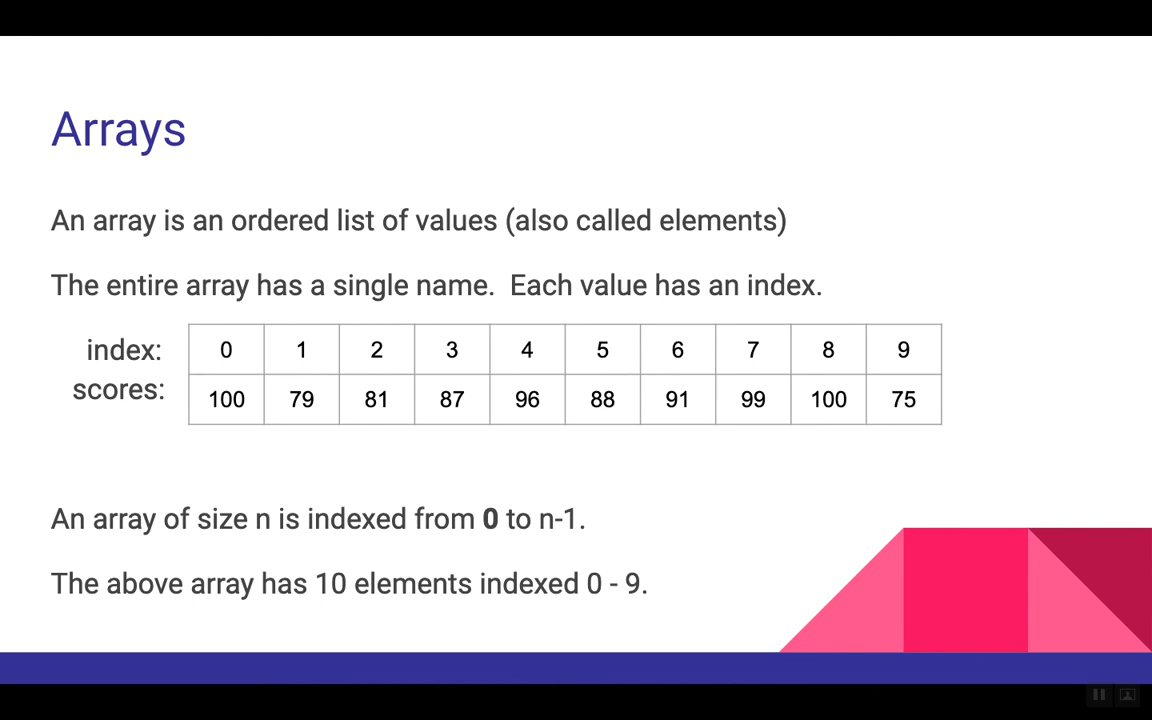 Arrays
An array is an ordered list of values (also called elements)
The entire array has a single name.  Each value has an index.
index: 0 1 2 3 4 5 6 7 8 9
scores: 100 79 81 87 96 88 91 99 100 75
An array of size n is indexed from 0 to n-1.
The above array has 10 elements indexed 0 - 9.